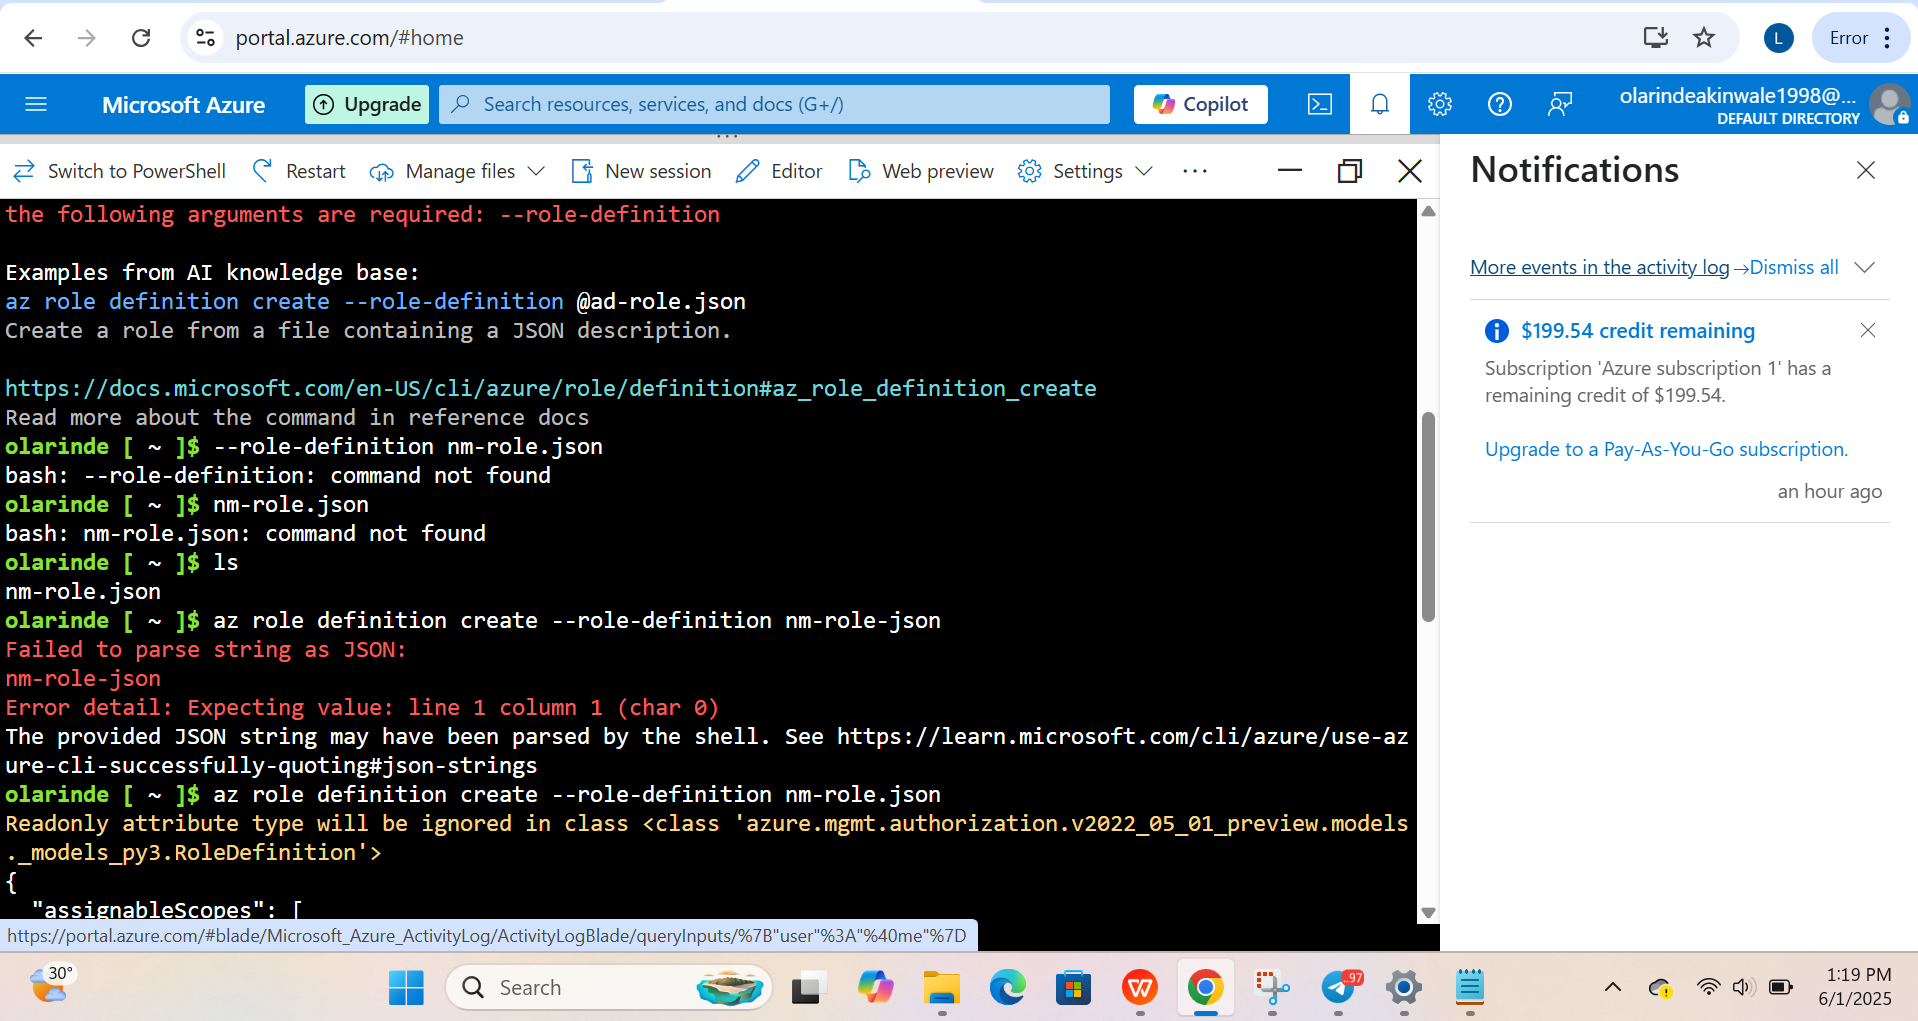 portal.azure.com/#home
L
Error
Microsoft Azure
Upgrade
Search resources, services, and docs (G+/)
Copilot
olarindeakinwale1998@...
DEFAULT DIRECTORY
Switch to PowerShell
Restart
Manage files
New session
Editor
Web preview
Settings
the following arguments are required: --role-definition
Examples from AI knowledge base:
az role definition create --role-definition @ad-role.json
Create a role from a file containing a JSON description.
https://docs.microsoft.com/en-US/cli/azure/role/definition#az_role_definition_create
Read more about the command in reference docs
olarinde [ ~ ]$ --role-definition nm-role.json
bash: --role-definition: command not found
olarinde [ ~ ]$ nm-role.json
bash: nm-role.json: command not found
olarinde [ ~ ]$ ls
nm-role.json
olarinde [ ~ ]$ az role definition create --role-definition nm-role-json
Failed to parse string as JSON:
nm-role-json
Error detail: Expecting value: line 1 column 1 (char 0)
The provided JSON string may have been parsed by the shell. See https://learn.microsoft.com/cli/azure/use-az
ure-cli-successfully-quoting#json-strings
olarinde [ ~ ]$ az role definition create --role-definition nm-role.json
Readonly attribute type will be ignored in class <class 'azure.mgmt.authorization.v2022_05_01_preview.models
._models_py3.RoleDefinition'>
{
"assignableScopes": [
https://portal.azure.com/#blade/Microsoft_Azure_ActivityLog/ActivityLogBlade/queryInputs/%7B"user"%3A"%40me"%7D
Notifications
More events in the activity log → Dismiss all
$199.54 credit remaining
Subscription 'Azure subscription 1' has a
remaining credit of $199.54.
Upgrade to a Pay-As-You-Go subscription.
an hour ago
30°
Search
..97
1:19 PM
6/1/2025